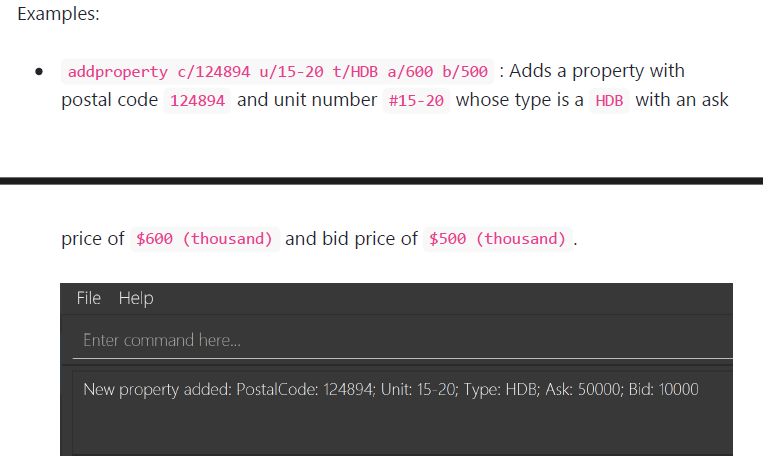 Examples:
addproperty c/124894 u/15-20 t/HDB a/600 b/500 : Adds a property with
postal code 124894 and unit number #15-20 whose type is a HDB with an ask
price of $600 (thousand) and bid price of $500 (thousand) .
File Help
Enter command here...
New property added: PostalCode: 124894; Unit: 15-20; Type: HDB; Ask: 50000; Bid: 10000